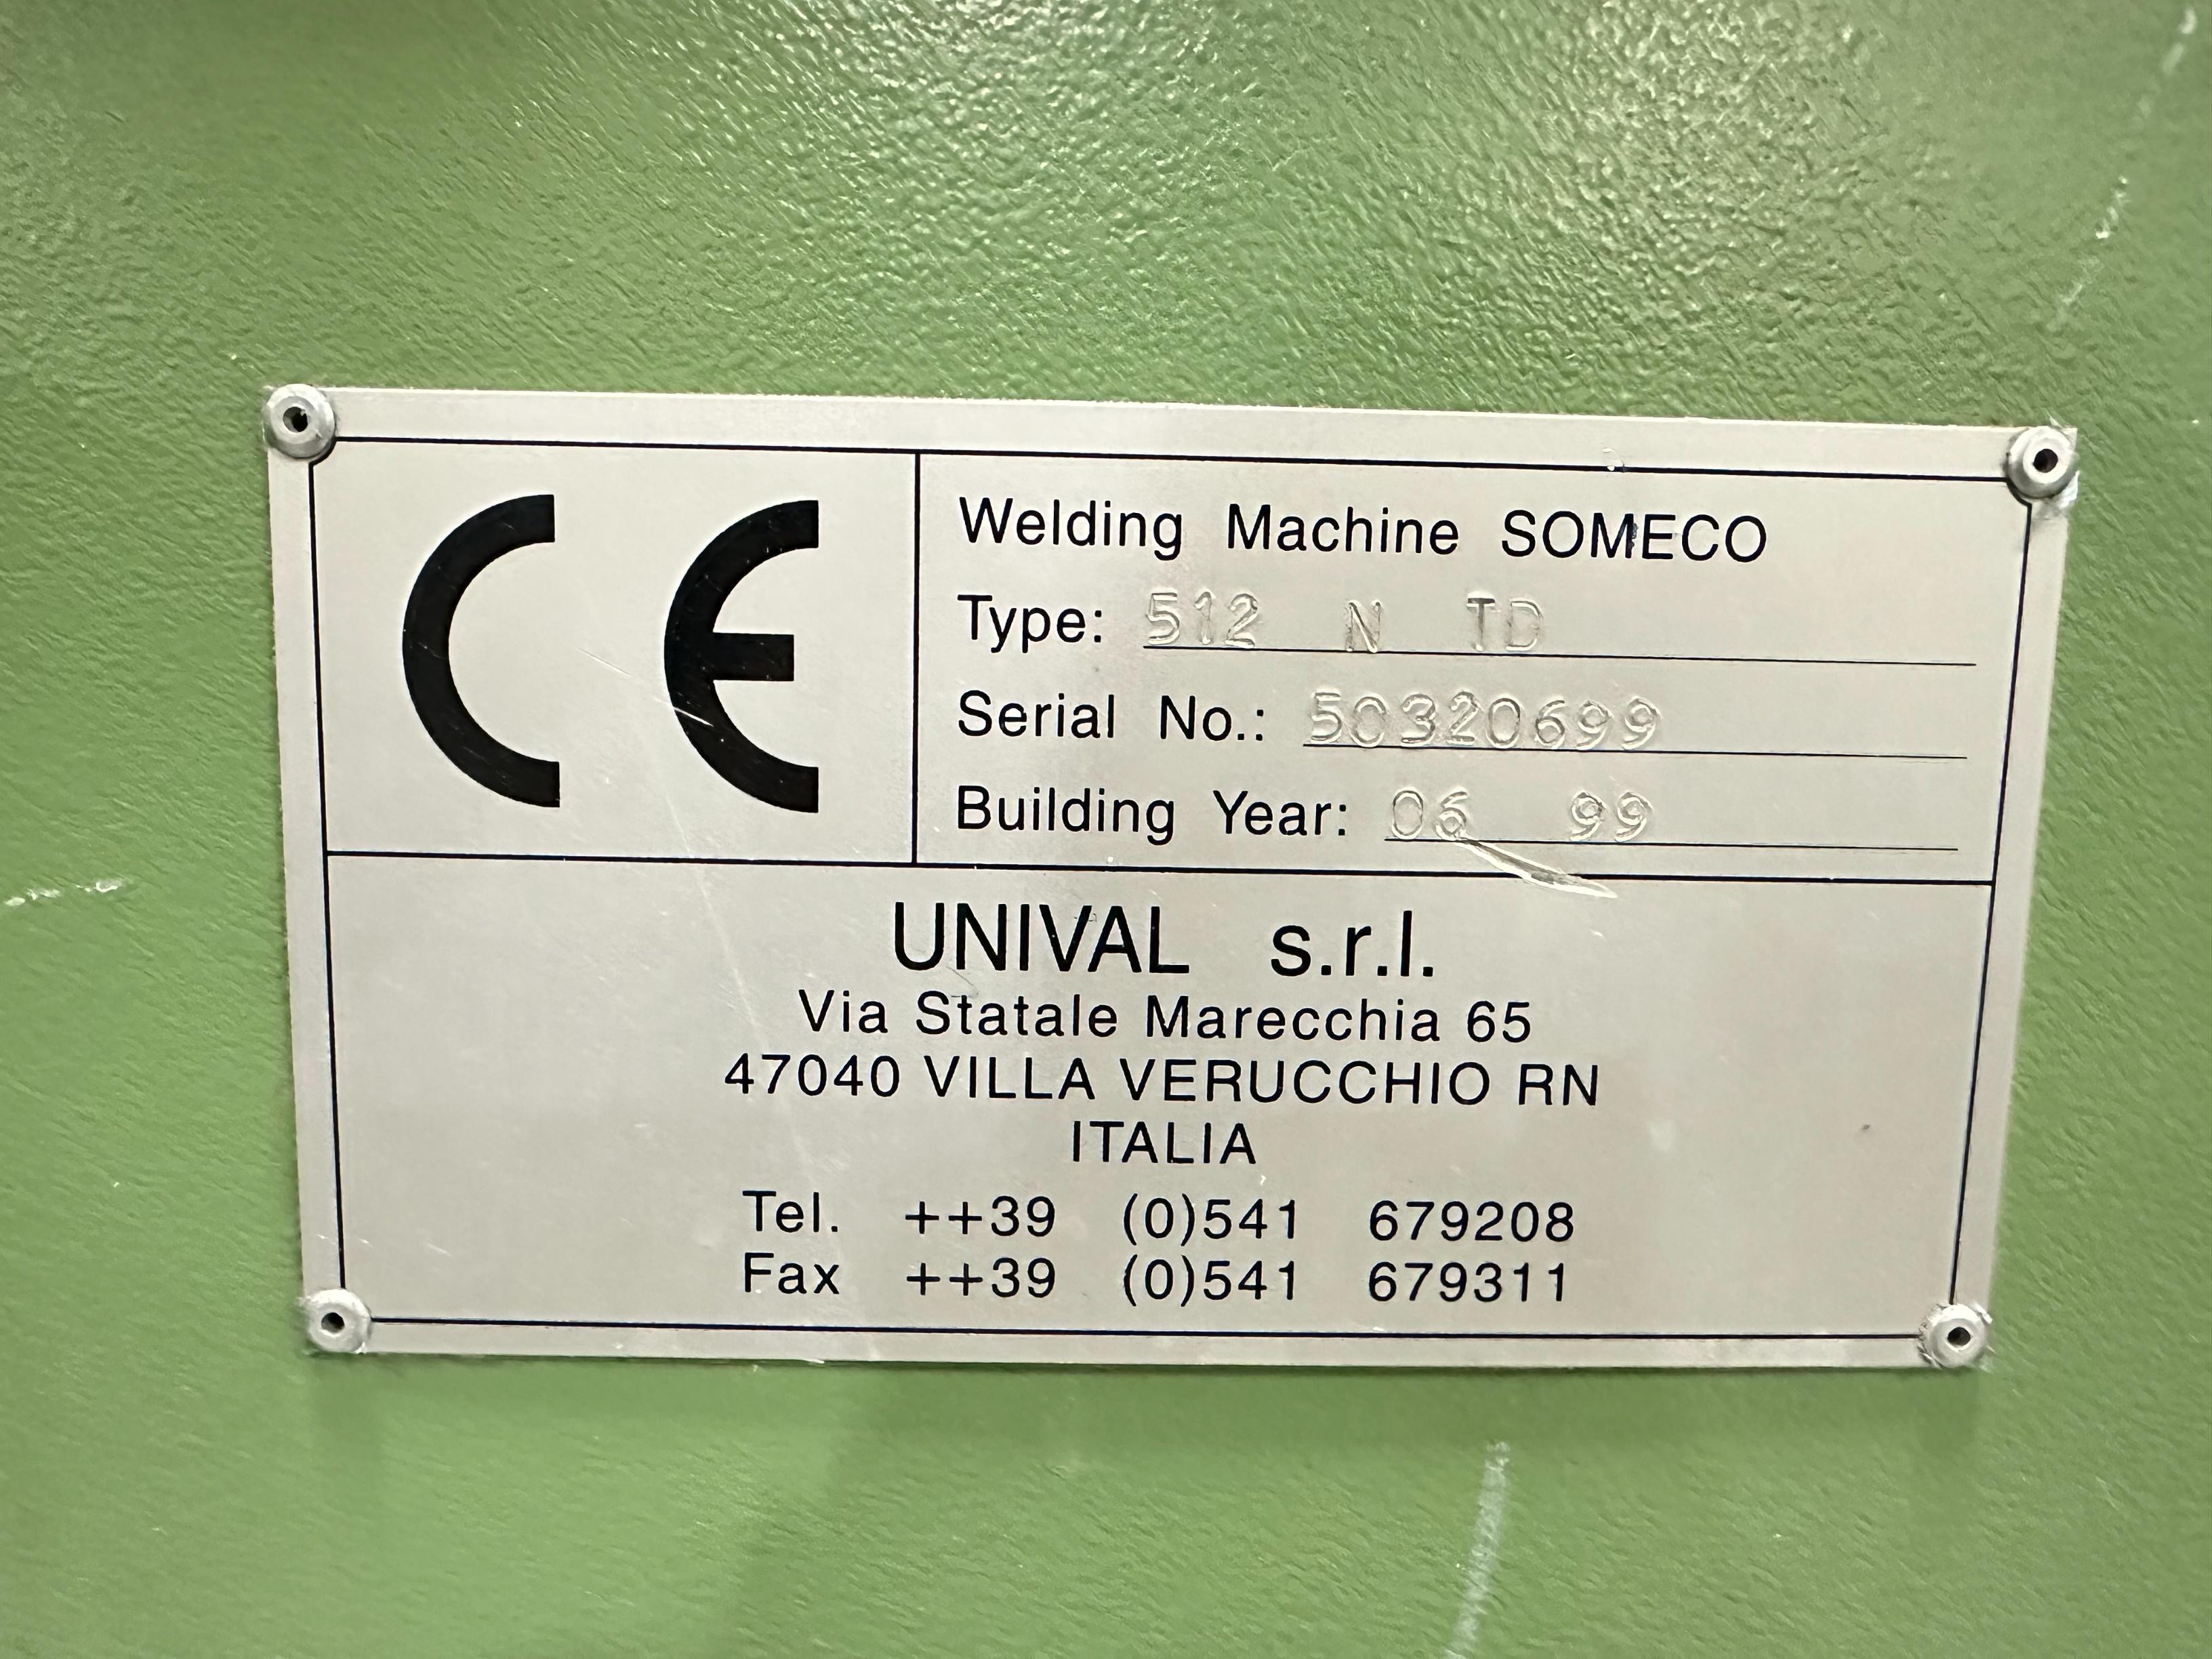 CE
Welding Machine SOMECO
Type: 512 N TD
Serial No.: 50320699
Building Year: 06 99
UNIVAL s.r.l.
Via Statale Marecchia 65
47040 VILLA VERUCCHIO RN
ITALIA
Tel. ++39 (0)541 679208
Fax ++39 (0)541 679311